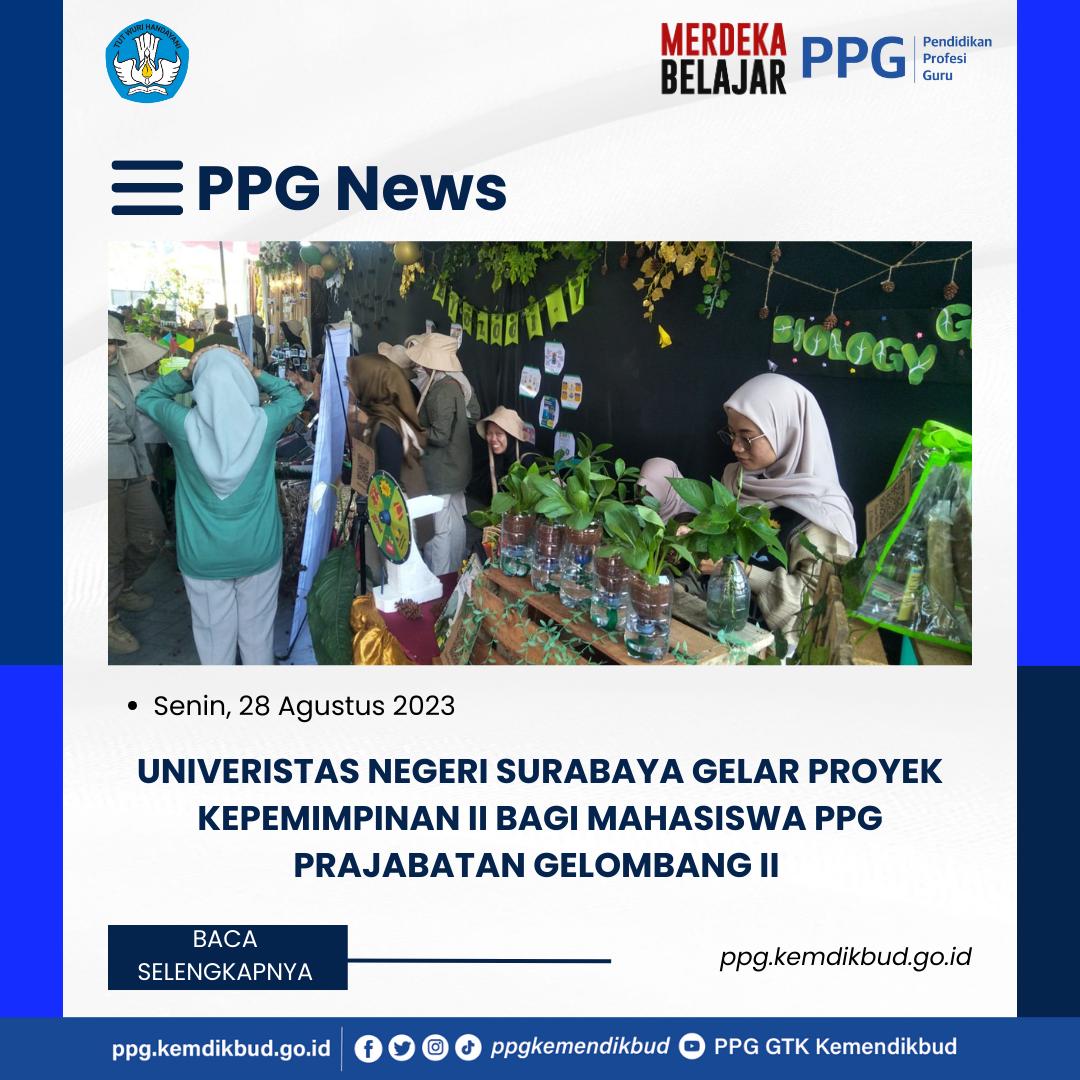 TUT WURI HANDAYANI
MERDEKA
BELAJAR
PPG
Pendidikan
Profesi
Guru
PPG News
BIOLOGY
G
• Senin, 28 Agustus 2023
UNIVERISTAS NEGERI SURABAYA GELAR PROYEK
KEPEMIMPINAN II BAGI MAHASISWA PPG
PRAJABATAN GELOMBANG II
BACA
SELENGKAPNYA
ppg.kemdikbud.go.id
ppg.kemdikbud.go.id
ppgkemendikbud
PPG GTK Kemendikbud